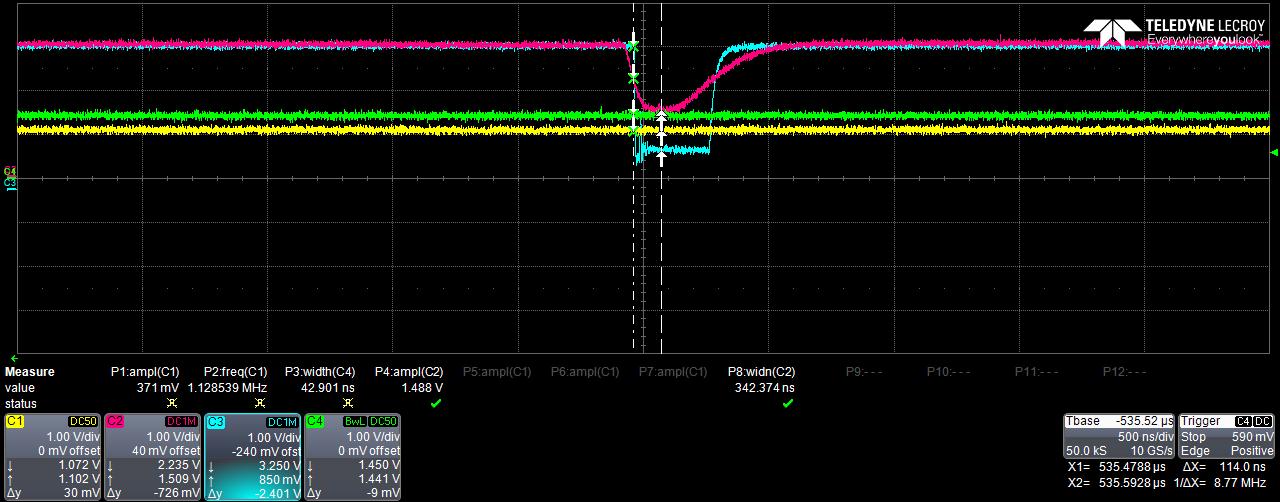 TELEDYNE LECROY
Everywhereyoulook™
C4
C3
Measure P1:ampl(C1) P2:freq(C1) P3:width(C4) P4:ampl(C2) P5:ampl(C1) P6:ampl(C1) P7:ampl(C1) P8:widn(C2) P9:- - - P10:- - - P11:- - - P12:- - -
value 371 mV 1.128539 MHz 42.901 ns 1.488 V 342.374 ns
status
C1 DC50
1.00 V/div
0 mV offset
↓ 1.072 V
↑ 1.102 V
Δy 30 mV
C2 DC1M
1.00 V/div
40 mV offset
↓ 2.235 V
↑ 1.509 V
Δy -726 mV
C3 DC1M
1.00 V/div
-240 mV ofst
↓ 3.250 V
↑ 850 mV
Δy -2.401 V
C4 BwL DC50
1.00 V/div
0 mV offset
↓ 1.450 V
↑ 1.441 V
Δy -9 mV
Tbase -535.52 µs
500 ns/div
50.0 kS 10 GS/s
Trigger C4 DC
Stop 590 mV
Edge Positive
X1= 535.4788 µs ΔX= 114.0 ns
X2= 535.5928 µs 1/ΔX= 8.77 MHz